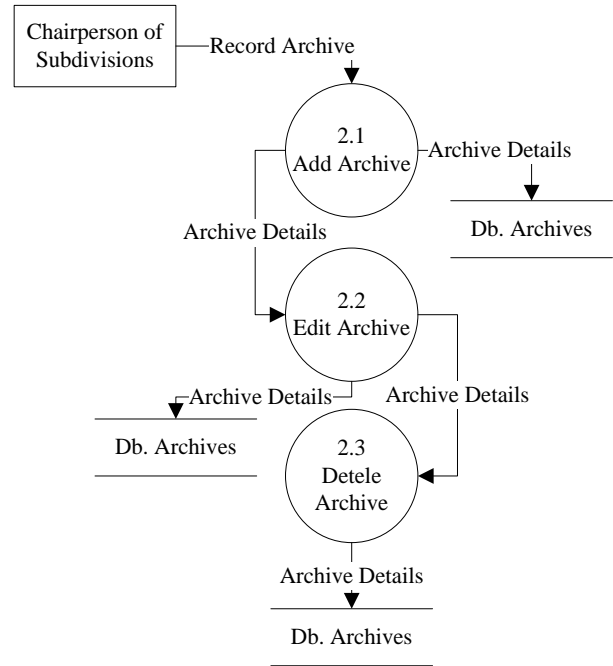 Chairperson of
Subdivisions
Record Archive
2.1
Add Archive
Archive Details
Db. Archives
Archive Details
2.2
Edit Archive
Archive Details
Db. Archives
Archive Details
2.3
Detele
Archive
Archive Details
Db. Archives